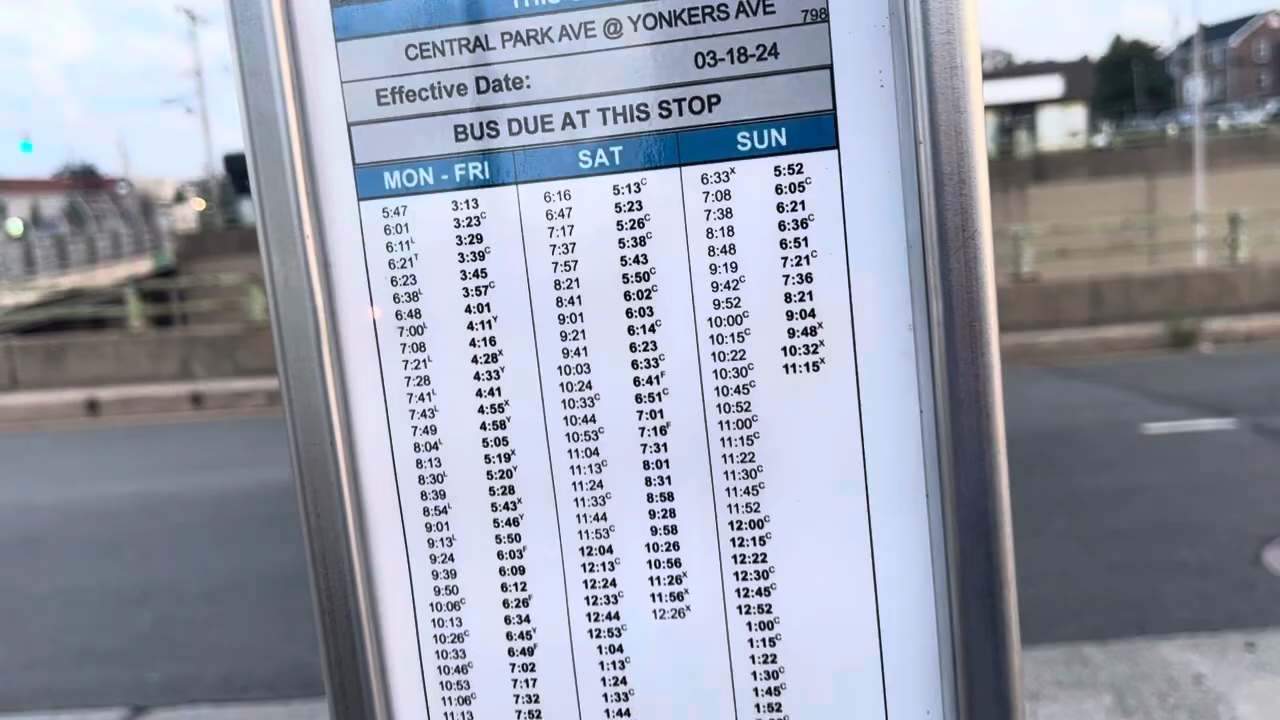 CENTRAL PARK AVE @ YONKERS AVE 798
Effective Date: 03-18-24
BUS DUE AT THIS STOP
MON - FRI SAT SUN
5:47 3:13 6:16 5:13C 6:33X 5:52
6:01 3:23C 6:47 5:23 7:08 6:05C
6:11L 3:29 7:17 5:26C 7:38 6:21
6:21T 3:39C 7:37 5:38C 8:18 6:36C
6:23 3:45 7:57 5:43 8:48 6:51
6:38L 3:57C 8:21 5:50C 9:19 7:21C
6:48 4:01 8:41 6:02C 9:42C 7:36
7:00L 4:11Y 9:01 6:03 9:52 8:21
7:08 4:16 9:21 6:14C 10:00C 9:04
7:21L 4:28X 9:41 6:23 10:15C 9:48X
7:28 4:33Y 10:03 6:33C 10:22 10:32X
7:41L 4:41 10:24 6:41F 10:30C 11:15X
7:43L 4:55X 10:33C 6:51C 10:45C
7:49 4:58Y 10:44 7:01 10:52
8:04L 5:05 10:53C 7:16F 11:00C
8:13 5:19X 11:04 7:31 11:15C
8:30L 5:20Y 11:13C 8:01 11:22
8:39 5:28 11:24 8:31 11:30C
8:54L 5:43X 11:33C 8:58 11:45C
9:01 5:46Y 11:44 9:28 11:52
9:13L 5:50 11:53C 9:58 12:00C
9:24 6:03F 12:04 10:26 12:15C
9:39 6:09 12:13C 10:56 12:22
9:50 6:12 12:24 11:26X 12:30C
10:06C 6:26F 12:33C 11:56X 12:45C
10:13 6:34 12:44 12:26X 12:52
10:26C 6:45Y 12:53C 1:00C
10:33 6:49F 1:04 1:15C
10:46C 7:02 1:13C 1:22
10:53 7:17 1:24 1:30C
11:06C 7:32 1:33C 1:45C
11:13 7:52 1:44 1:52